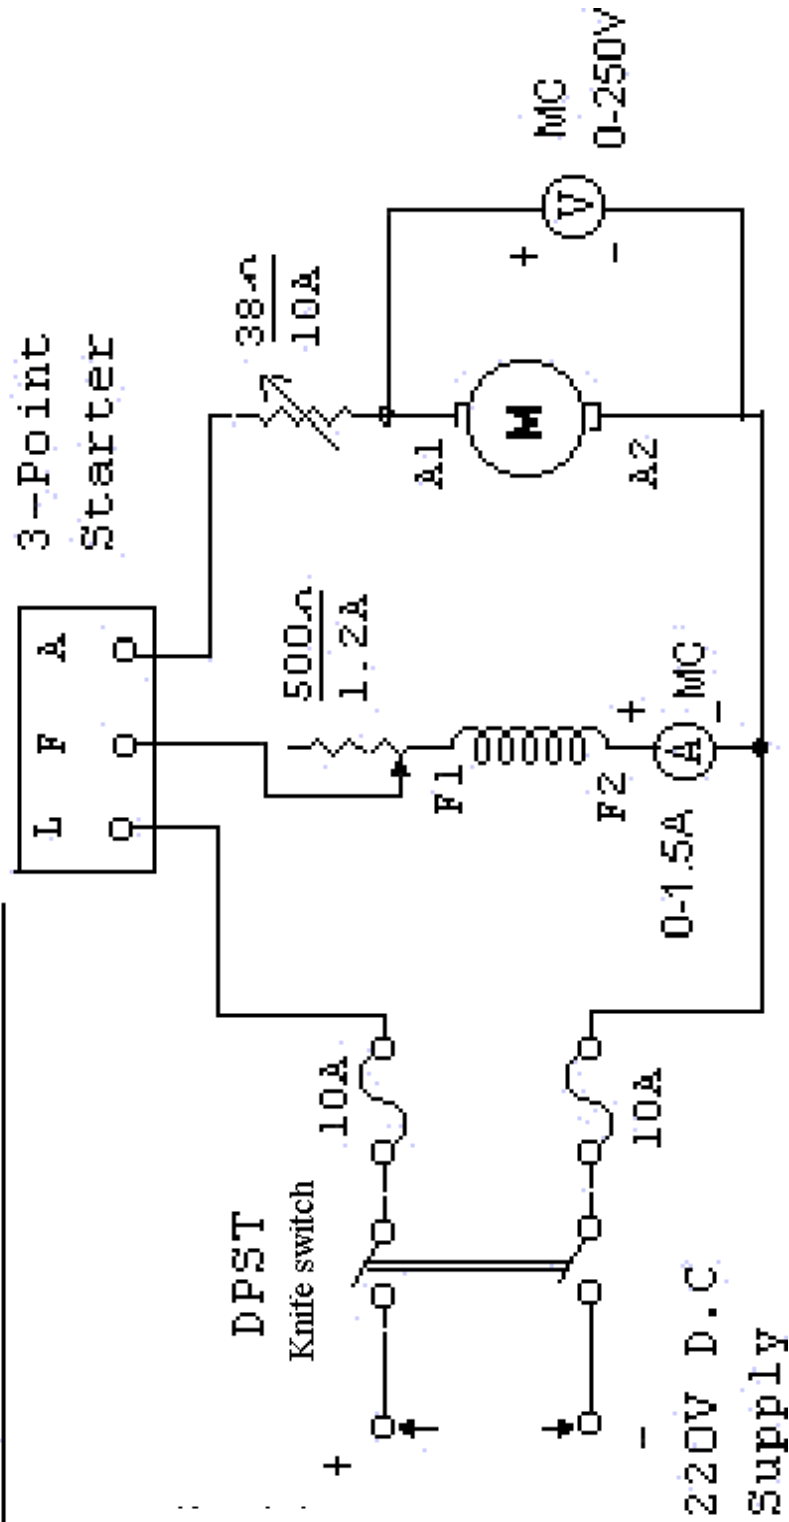 3-Point
Starter
L F A
38Ω
10A
500Ω
1.2A
MC
0-250V
+
-
A1
M
A2
V
F1
F2
+
A
-
MC
0-1.5A
DPST
Knife switch
10A
10A
+
-
220V D.C
Supply